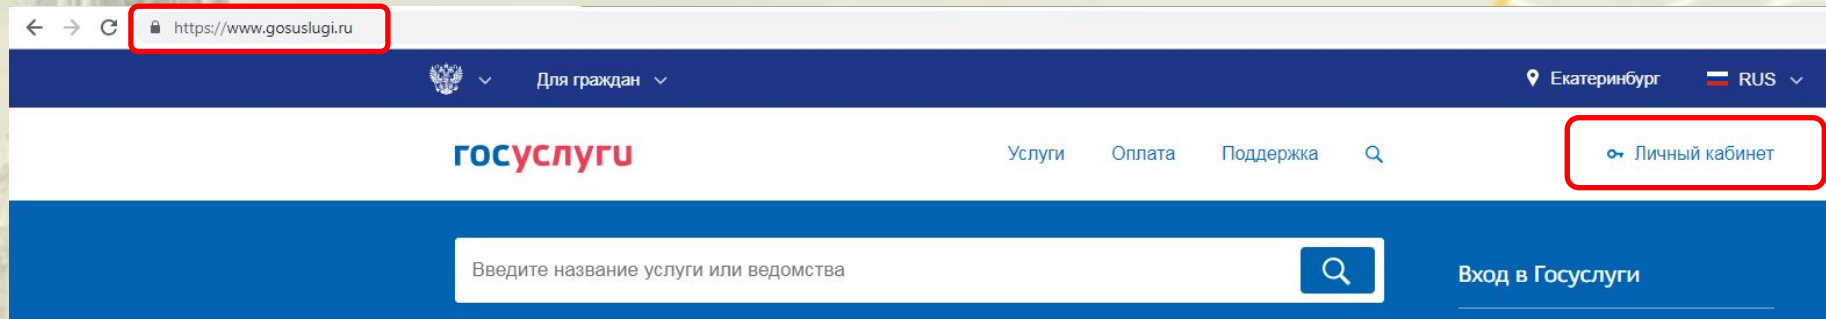 https://www.gosuslugi.ru
Для граждан
Екатеринбург
RUS
госуслуги
Услуги
Оплата
Поддержка
Личный кабинет
Введите название услуги или ведомства
Вход в Госуслуги